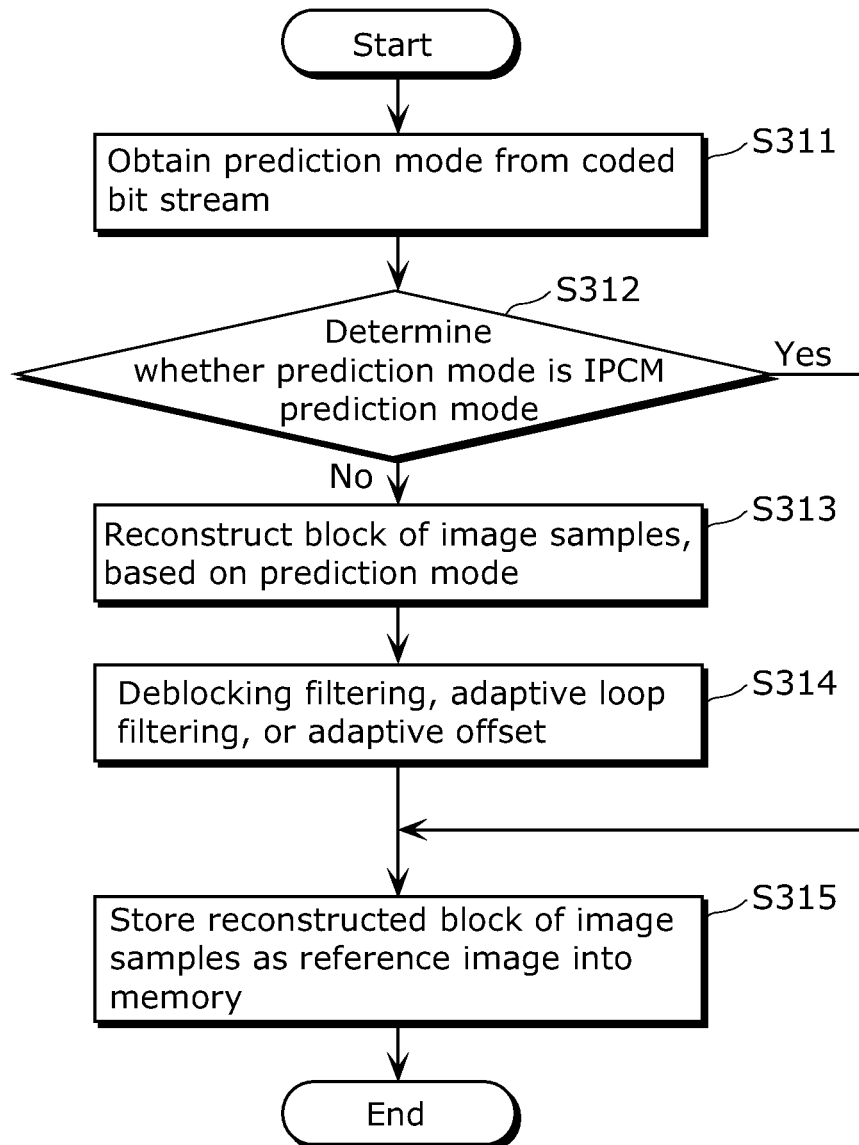 Start
S311
Obtain prediction mode from coded
bit stream
S312
Determine
whether prediction mode is IPCM
prediction mode
Yes
No
S313
Reconstruct block of image samples,
based on prediction mode
S314
Deblocking filtering, adaptive loop
filtering, or adaptive offset
S315
Store reconstructed block of image
samples as reference image into
memory
End